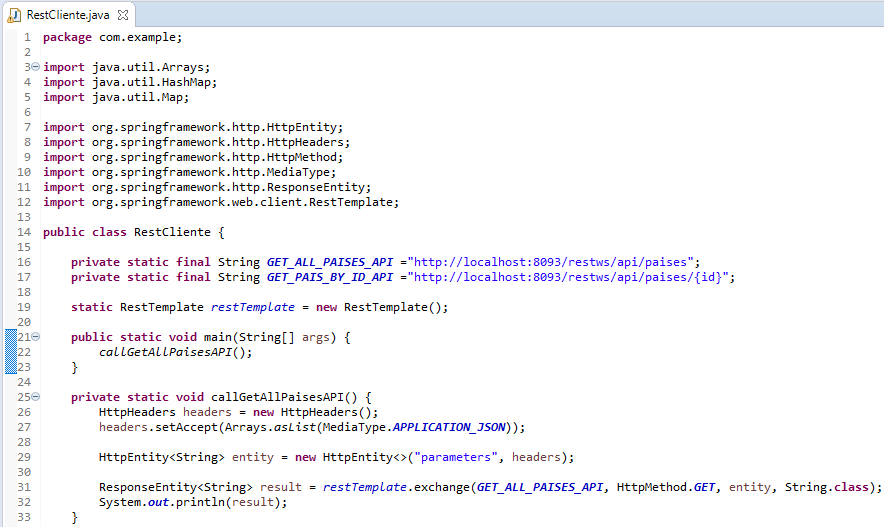 RestCliente.java
1 package com.example;
2
3 import java.util.Arrays;
4 import java.util.HashMap;
5 import java.util.Map;
6
7 import org.springframework.http.HttpEntity;
8 import org.springframework.http.HttpHeaders;
9 import org.springframework.http.HttpMethod;
10 import org.springframework.http.MediaType;
11 import org.springframework.http.ResponseEntity;
12 import org.springframework.web.client.RestTemplate;
13
14 public class RestCliente {
15
16     private static final String GET_ALL_PAISES_API ="http://localhost:8093/restws/api/paises";
17     private static final String GET_PAIS_BY_ID_API ="http://localhost:8093/restws/api/paises/{id}";
18
19     static RestTemplate restTemplate = new RestTemplate();
20
21     public static void main(String[] args) {
22         callGetAllPaisesAPI();
23     }
24
25     private static void callGetAllPaisesAPI() {
26         HttpHeaders headers = new HttpHeaders();
27         headers.setAccept(Arrays.asList(MediaType.APPLICATION_JSON));
28
29         HttpEntity<String> entity = new HttpEntity<>("parameters", headers);
30
31         ResponseEntity<String> result = restTemplate.exchange(GET_ALL_PAISES_API, HttpMethod.GET, entity, String.class);
32         System.out.println(result);
33     }